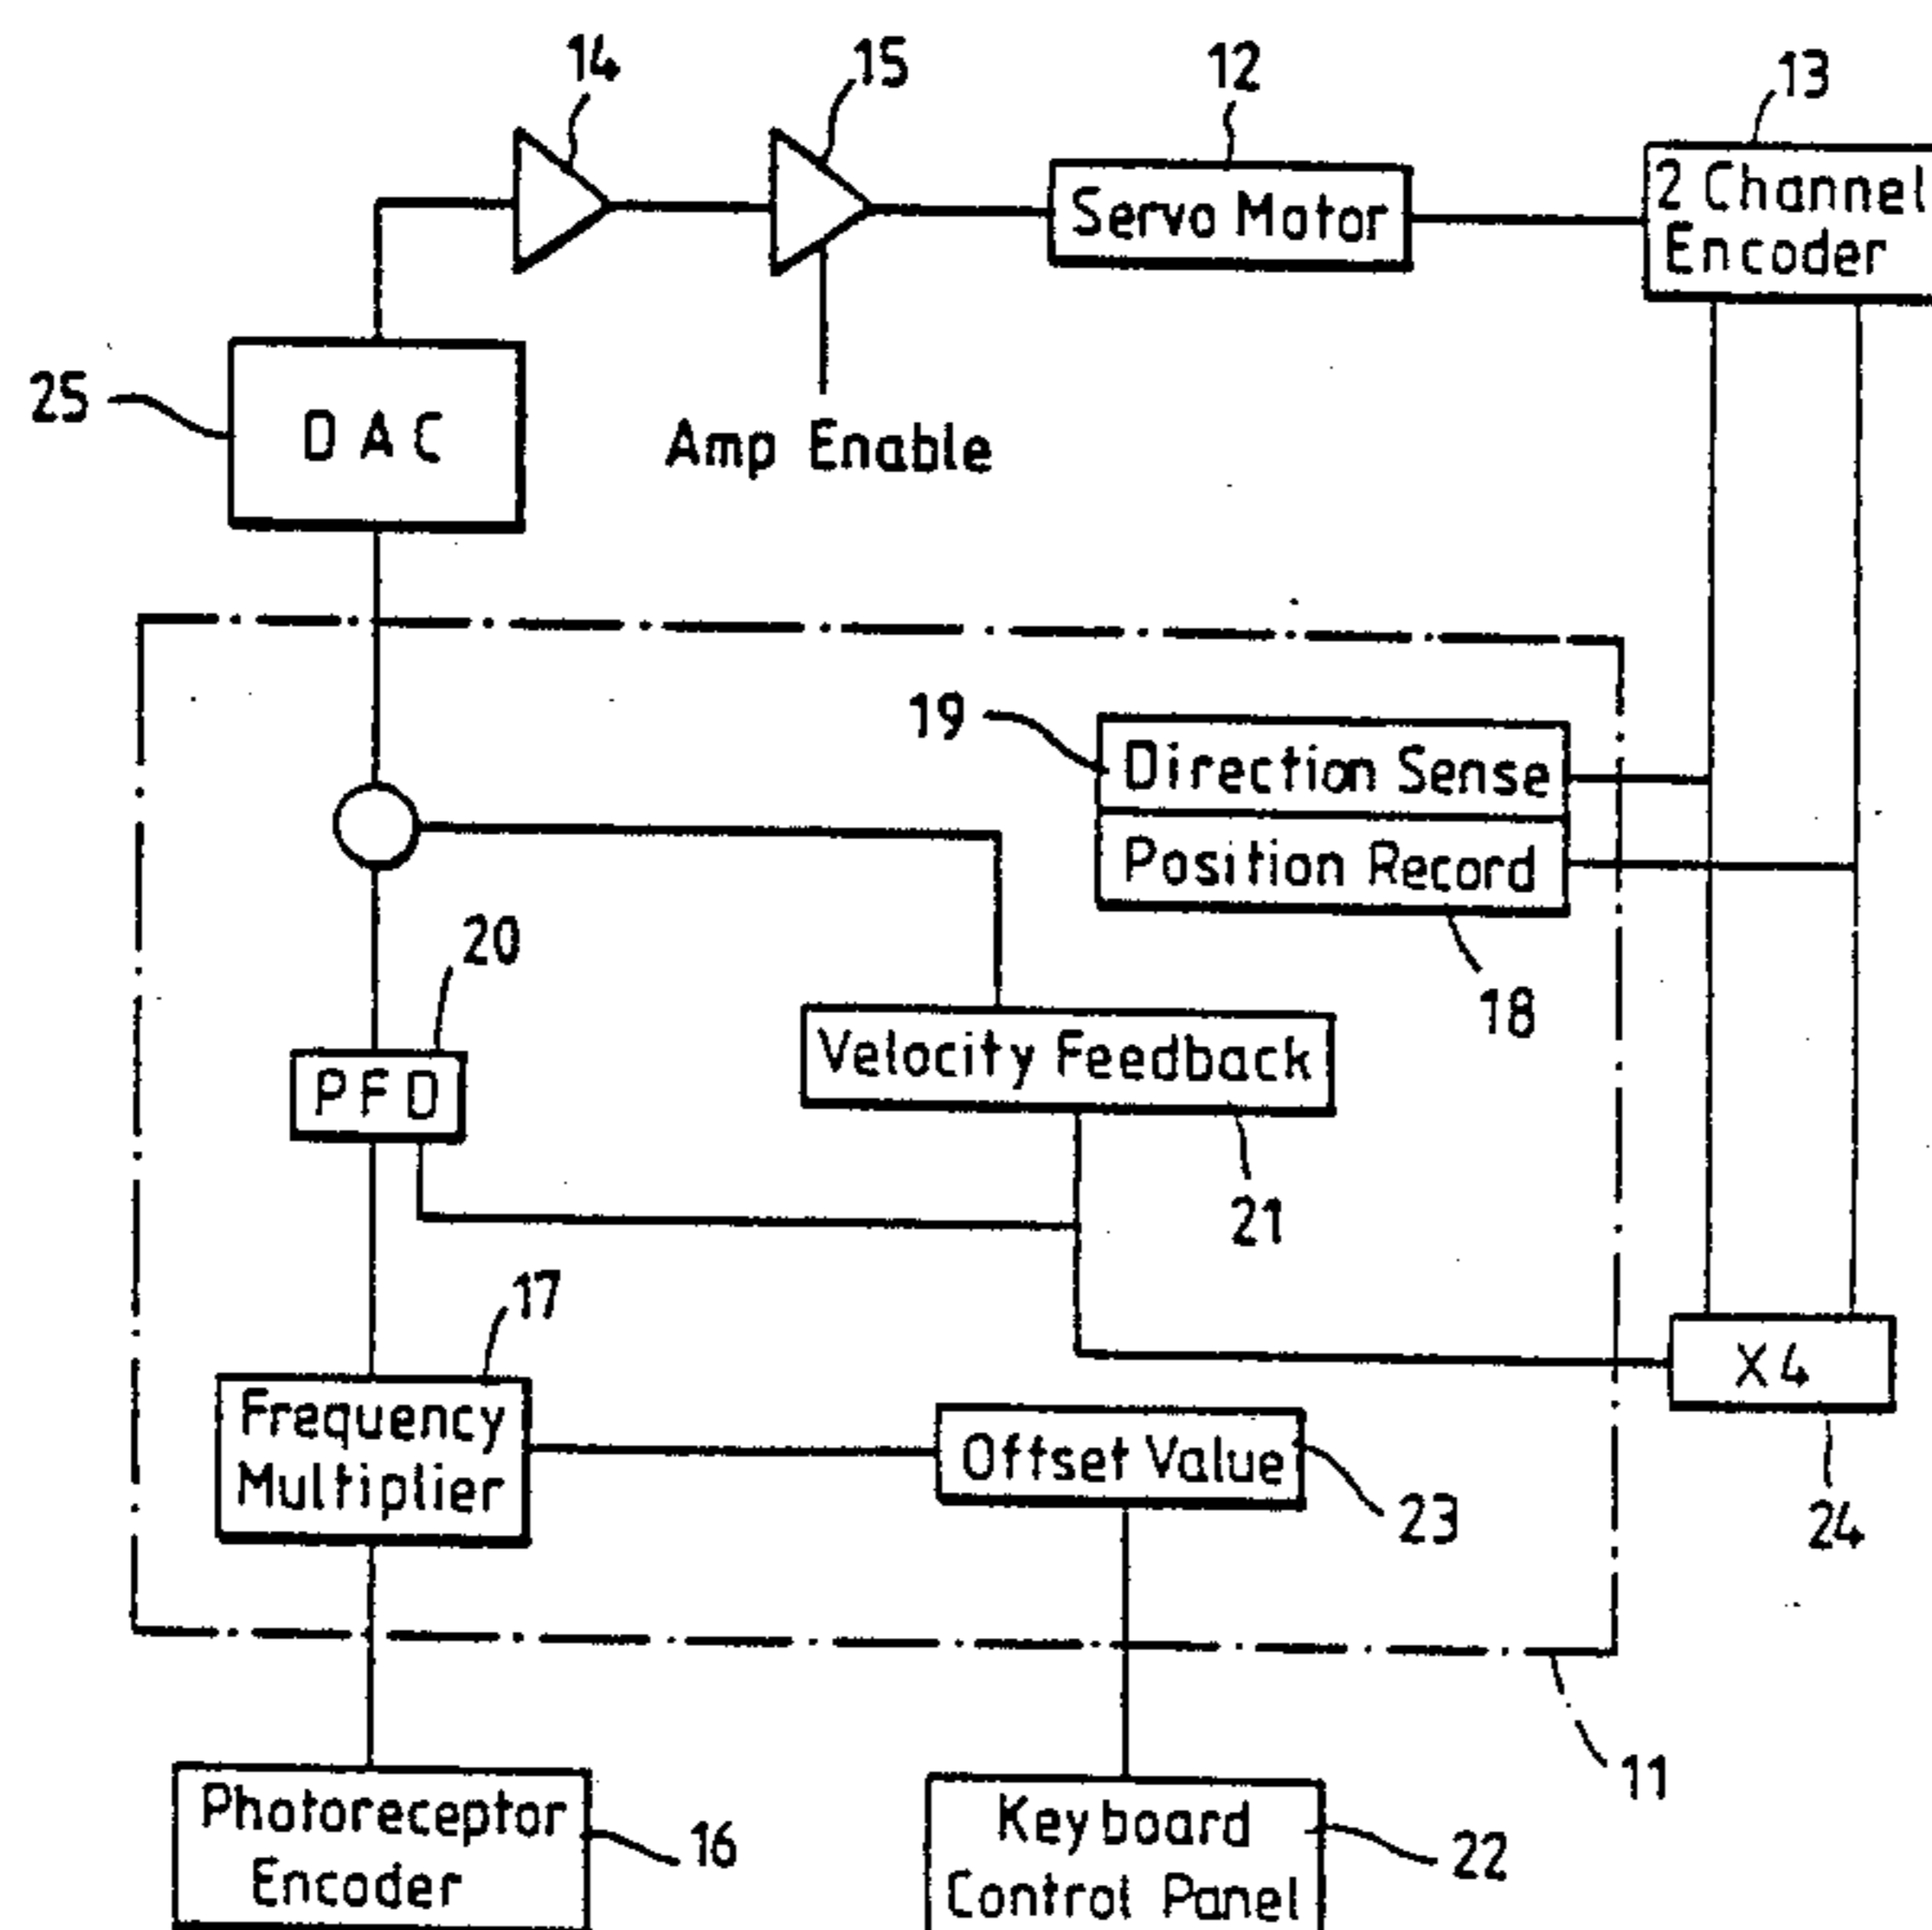 14
15
12
13
2 Channel
Encoder
Servo Motor
25
DAC
Amp Enable
19
Direction Sense
Position Record
18
20
PFD
Velocity Feedback
21
17
Frequency
Multiplier
Offset Value
23
X4
24
11
Photoreceptor
Encoder
16
Keyboard
Control Panel
22